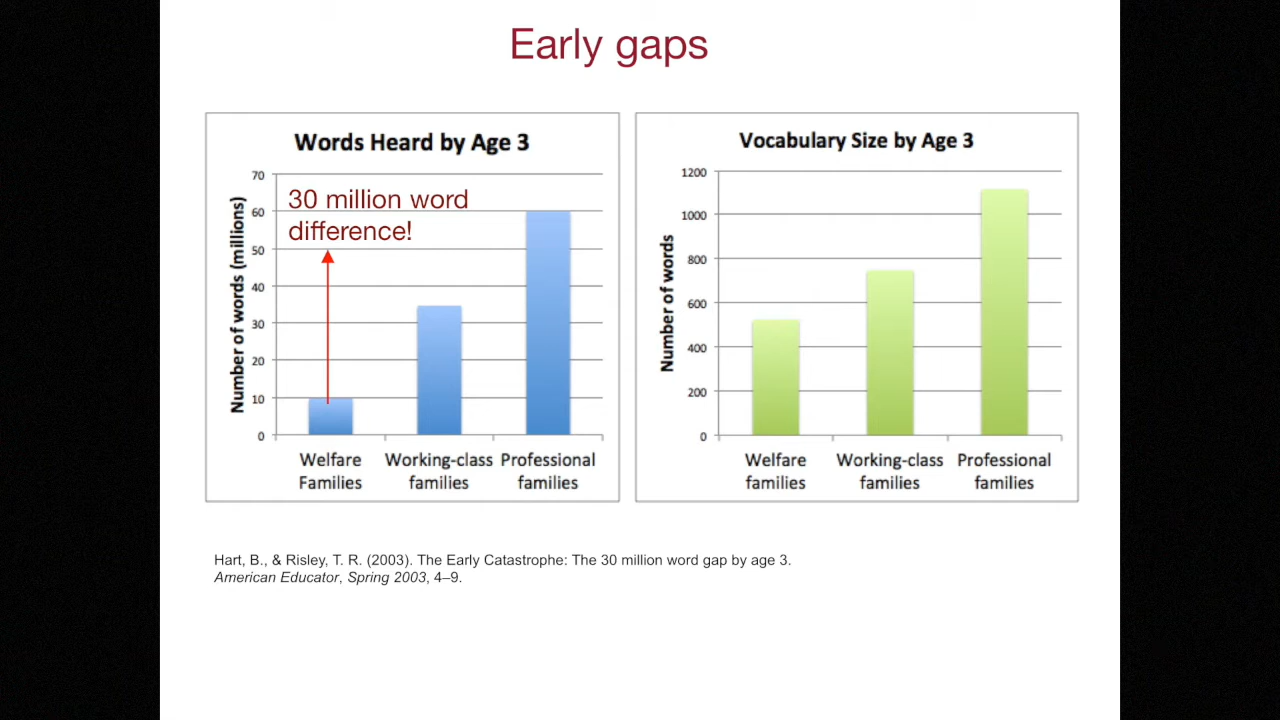 Early gaps
Words Heard by Age 3
Number of words (millions)
70
60
50
40
30
20
10
0
30 million word
difference!
Welfare
Families
Working-class
families
Professional
families
Vocabulary Size by Age 3
Number of words
1200
1000
800
600
400
200
0
Welfare
families
Working-class
families
Professional
families
Hart, B., & Risley, T. R. (2003). The Early Catastrophe: The 30 million word gap by age 3.
American Educator, Spring 2003, 4–9.